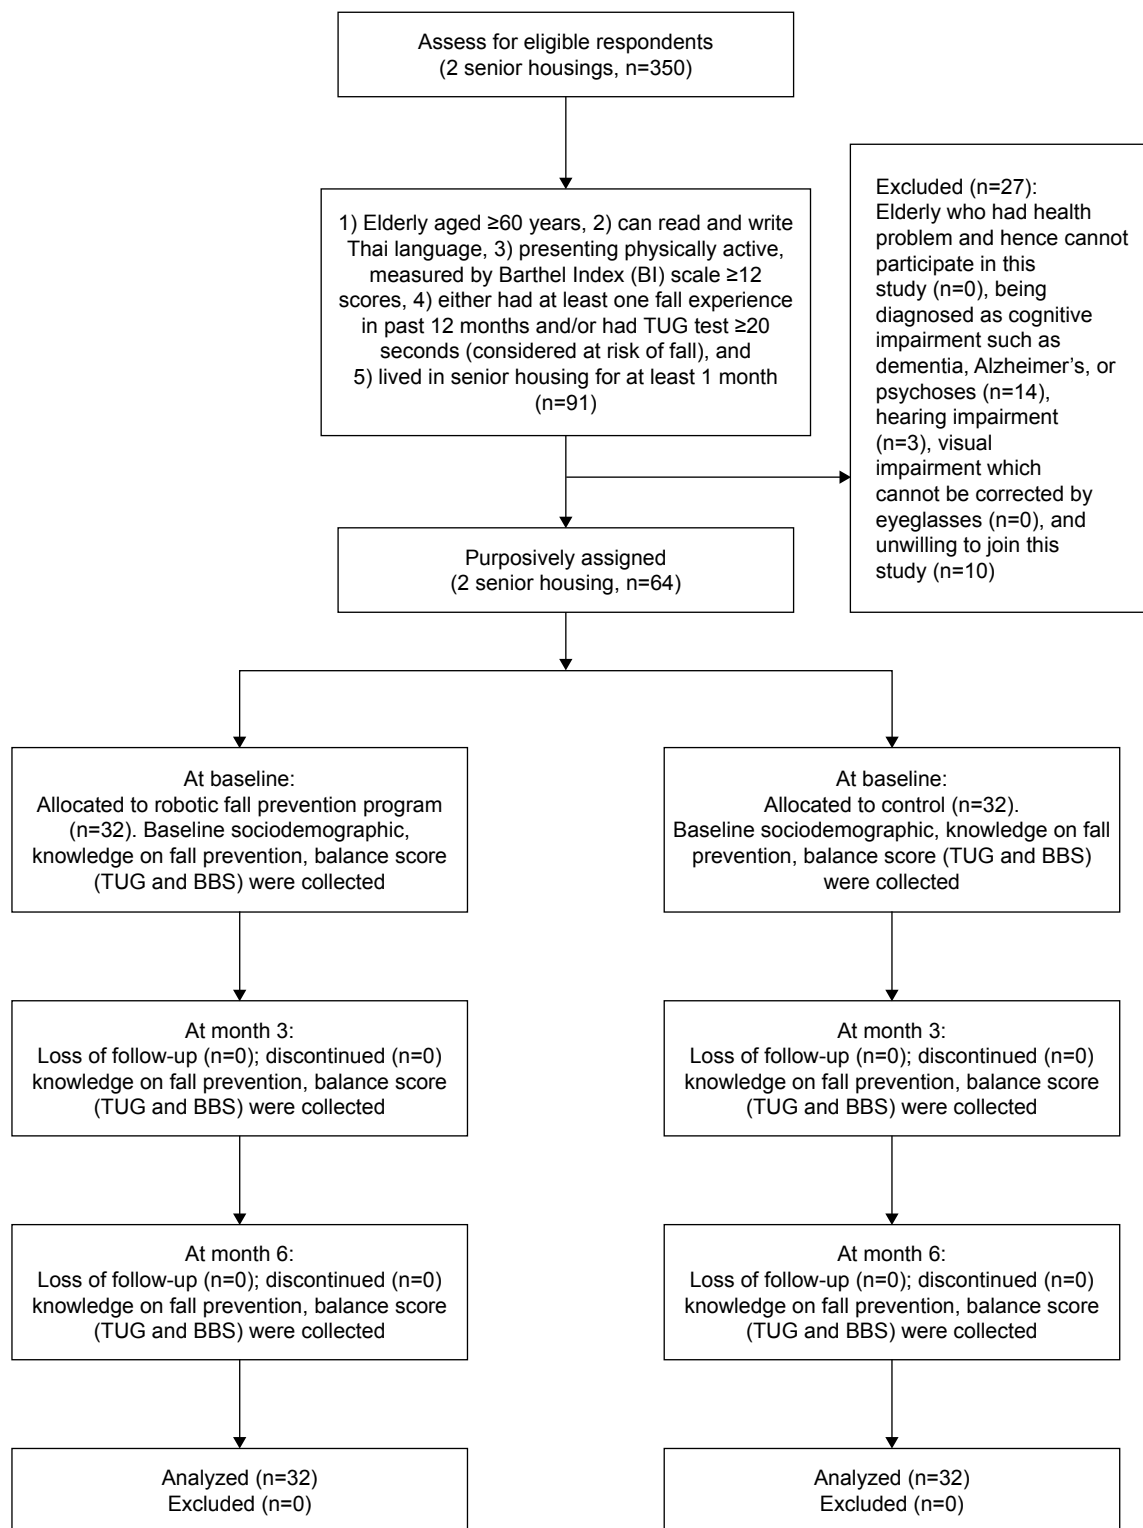 Assess for eligible respondents
(2 senior housings, n=350)
1) Elderly aged ≥60 years, 2) can read and write
Thai language, 3) presenting physically active,
measured by Barthel Index (BI) scale ≥12
scores, 4) either had at least one fall experience
in past 12 months and/or had TUG test ≥20
seconds (considered at risk of fall), and
5) lived in senior housing for at least 1 month
(n=91)
Excluded (n=27):
Elderly who had health
problem and hence cannot
participate in this
study (n=0), being
diagnosed as cognitive
impairment such as
dementia, Alzheimer’s, or
psychoses (n=14),
hearing impairment
(n=3), visual
impairment which
cannot be corrected by
eyeglasses (n=0), and
unwilling to join this
study (n=10)
Purposively assigned
(2 senior housing, n=64)
At baseline:
Allocated to robotic fall prevention program
(n=32). Baseline sociodemographic,
knowledge on fall prevention, balance score
(TUG and BBS) were collected
At baseline:
Allocated to control (n=32).
Baseline sociodemographic, knowledge on fall
prevention, balance score (TUG and BBS)
were collected
At month 3:
Loss of follow-up (n=0); discontinued (n=0)
knowledge on fall prevention, balance score
(TUG and BBS) were collected
At month 3:
Loss of follow-up (n=0); discontinued (n=0)
knowledge on fall prevention, balance score
(TUG and BBS) were collected
At month 6:
Loss of follow-up (n=0); discontinued (n=0)
knowledge on fall prevention, balance score
(TUG and BBS) were collected
At month 6:
Loss of follow-up (n=0); discontinued (n=0)
knowledge on fall prevention, balance score
(TUG and BBS) were collected
Analyzed (n=32)
Excluded (n=0)
Analyzed (n=32)
Excluded (n=0)